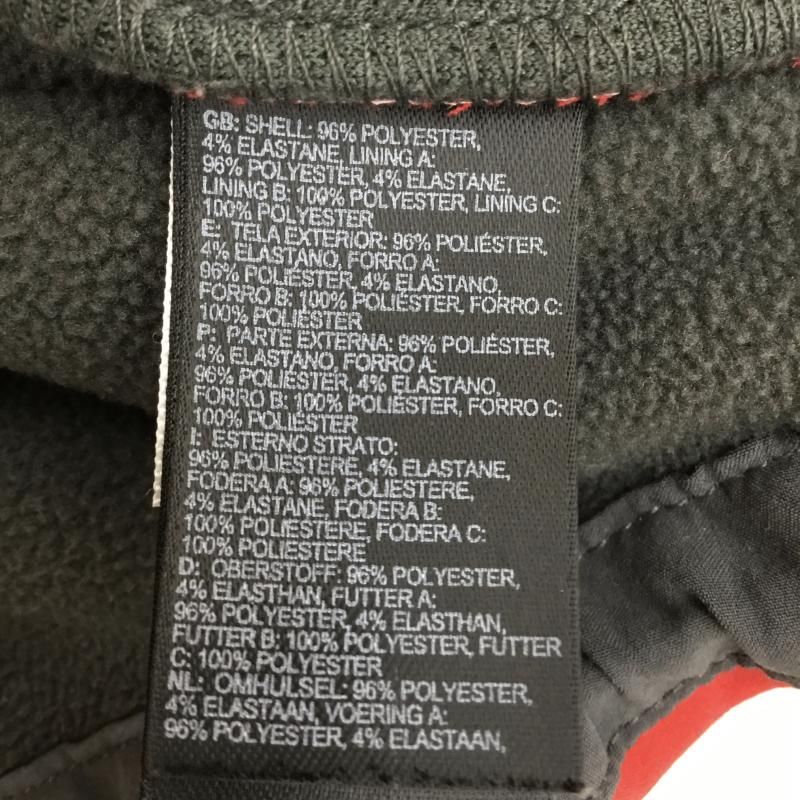 GB: SHELL: 96% POLYESTER,
4% ELASTANE, LINING A:
96% POLYESTER, 4% ELASTANE,
LINING B: 100% POLYESTER, LINING C:
100% POLYESTER
E: TELA EXTERIOR: 96% POLIÉSTER,
4% ELASTANO, FORRO A:
96% POLIÉSTER, 4% ELASTANO,
FORRO B: 100% POLIÉSTER, FORRO C:
100% POLIÉSTER
P: PARTE EXTERNA: 96% POLIÉSTER,
4% ELASTANO, FORRO A:
96% POLIÉSTER, 4% ELASTANO,
FORRO B: 100% POLIÉSTER, FORRO C:
100% POLIÉSTER
I: ESTERNO STRATO:
96% POLIESTERE, 4% ELASTANE,
FODERA A: 96% POLIESTERE,
4% ELASTANE, FODERA B:
100% POLIESTERE, FODERA C:
100% POLIESTERE
D: OBERSTOFF: 96% POLYESTER,
4% ELASTHAN, FUTTER A:
96% POLYESTER, 4% ELASTHAN,
FUTTER B: 100% POLYESTER, FUTTER
C: 100% POLYESTER
NL: OMHULSEL: 96% POLYESTER,
4% ELASTAAN, VOERING A:
96% POLYESTER, 4% ELASTAAN,